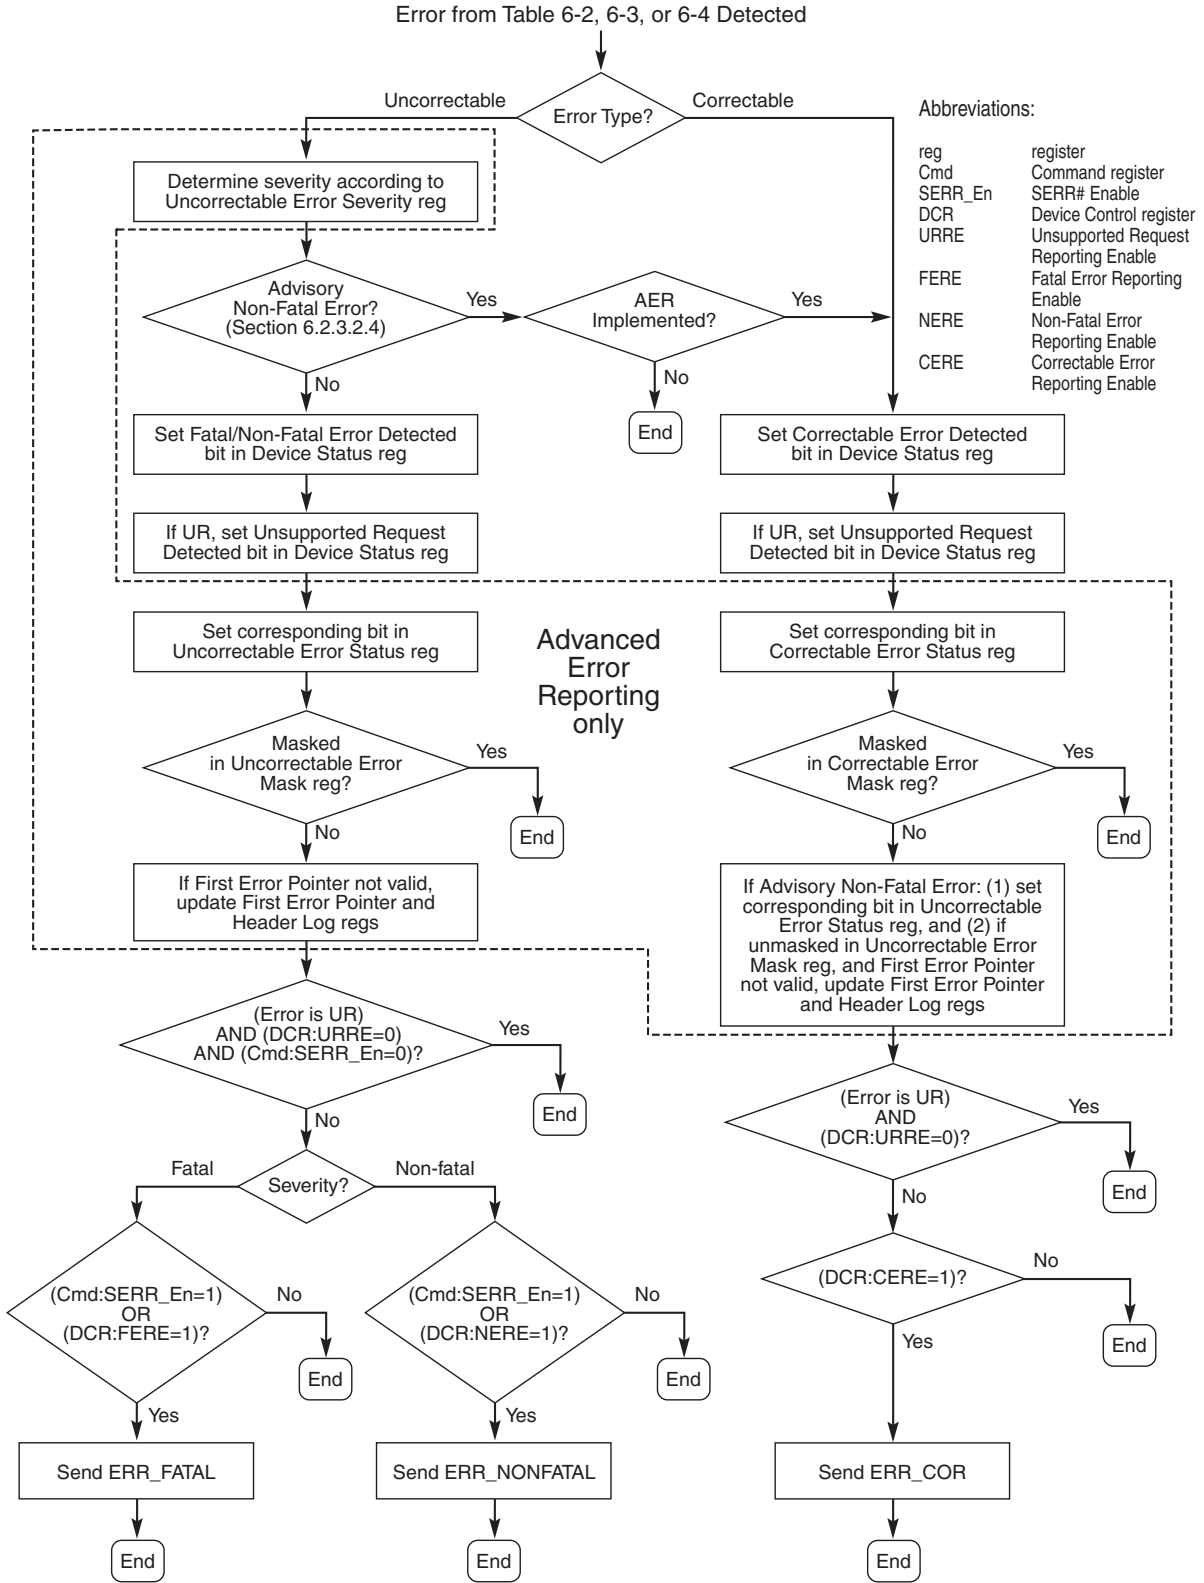 Error from Table 6-2, 6-3, or 6-4 Detected
Uncorrectable
Error Type?
Correctable
Abbreviations:
reg register
Cmd Command register
SERR_En SERR# Enable
DCR Device Control register
URRE Unsupported Request
Reporting Enable
FERE Fatal Error Reporting
Enable
NERE Non-Fatal Error
Reporting Enable
CERE Correctable Error
Reporting Enable
Determine severity according to
Uncorrectable Error Severity reg
Advisory
Non-Fatal Error?
(Section 6.2.3.2.4)
Yes
AER
Implemented?
Yes
No
No
End
Set Fatal/Non-Fatal Error Detected
bit in Device Status reg
Set Correctable Error Detected
bit in Device Status reg
If UR, set Unsupported Request
Detected bit in Device Status reg
If UR, set Unsupported Request
Detected bit in Device Status reg
Set corresponding bit in
Uncorrectable Error Status reg
Advanced
Error
Reporting
only
Set corresponding bit in
Correctable Error Status reg
Masked
in Uncorrectable Error
Mask reg?
Yes
End
No
Masked
in Correctable Error
Mask reg?
Yes
End
No
If First Error Pointer not valid,
update First Error Pointer and
Header Log regs
If Advisory Non-Fatal Error: (1) set
corresponding bit in Uncorrectable
Error Status reg, and (2) if
unmasked in Uncorrectable Error
Mask reg, and First Error Pointer
not valid, update First Error Pointer
and Header Log regs
(Error is UR)
AND (DCR:URRE=0)
AND (Cmd:SERR_En=0)?
Yes
End
No
(Error is UR)
AND
(DCR:URRE=0)?
Yes
End
No
Fatal
Severity?
Non-fatal
(Cmd:SERR_En=1)
OR
(DCR:FERE=1)?
No
End
Yes
(Cmd:SERR_En=1)
OR
(DCR:NERE=1)?
No
End
Yes
(DCR:CERE=1)?
No
End
Yes
Send ERR_FATAL
Send ERR_NONFATAL
Send ERR_COR
End
End
End